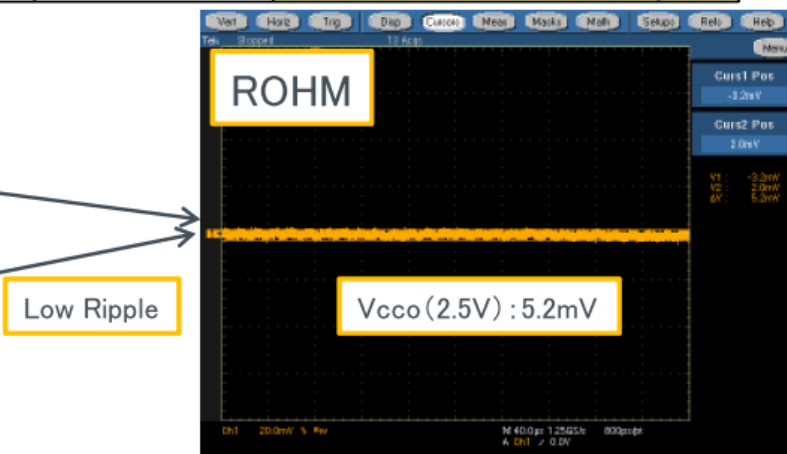 Vert Horiz Trig Disp Cursors Meas Masks Math Setups Refs Help
Tek Stopped 13 Acqs
Menu
ROHM
Curs1 Pos
-3.2mV
Curs2 Pos
2.0mV
V1: -3.2mV
V2: 2.0mV
ΔV: 5.2mV
Low Ripple
Vcco(2.5V):5.2mV
Ch1 20.0mV
M 40.0µs 1.25GS/s 800ps/pt
A Ch1 0.0V